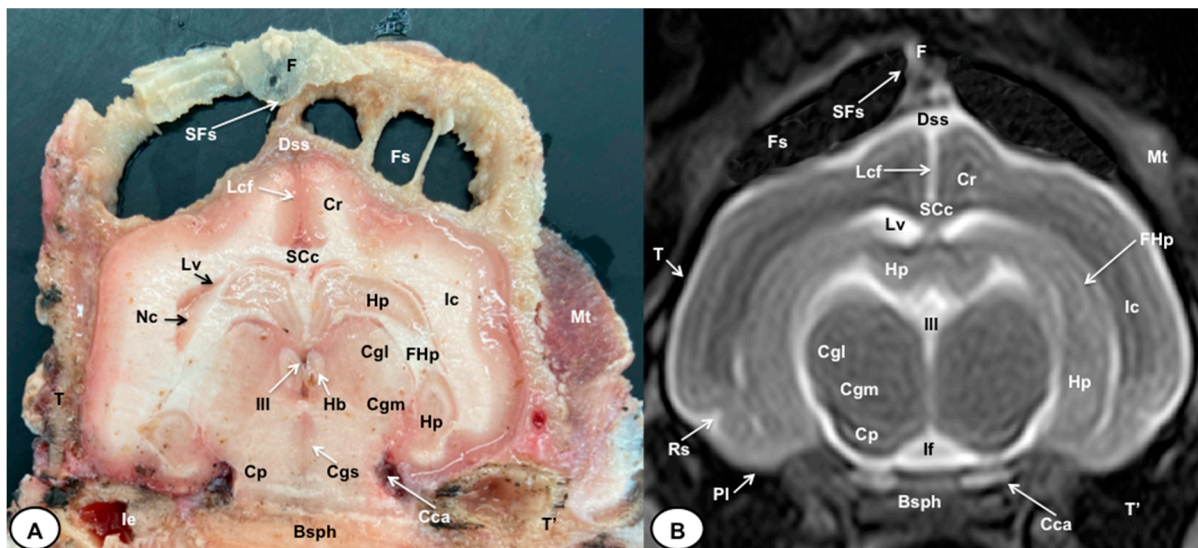 F
SFs
Dss
Fs
Lcf
Cr
SCc
Lv
Hp
Ic
Nc
Mt
Cgl
FHp
T
III
Hb
Cgm
Hp
Cp
Cgs
Ie
Cca
T’
Bsph
A
F
SFs
Dss
Fs
Mt
Lcf
Cr
SCc
Lv
FHp
T
Hp
Ic
III
Cgl
Cgm
Hp
Rs
Cp
If
Pl
Bsph
Cca
T’
B